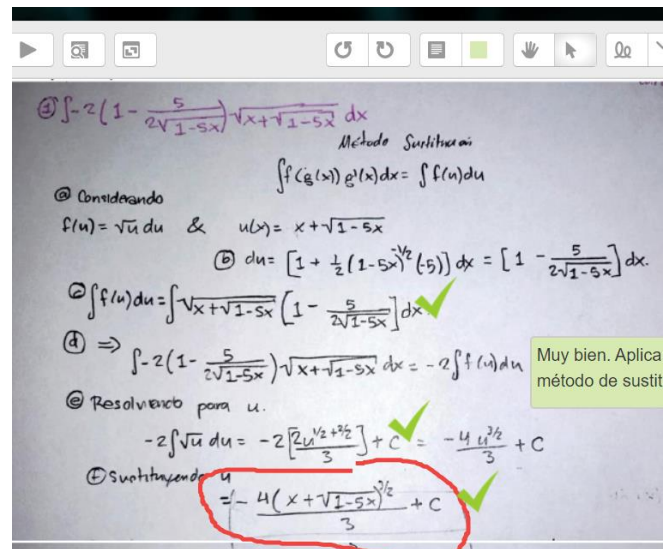 ① ∫-2(1 - 5/(2√(1-5x)))√(x+√(1-5x)) dx
Método Sustitución
∫f(g(x)) g'(x)dx = ∫f(u)du
ⓐ Considerando
f(u) = √u du & u(x) = x+√(1-5x)
ⓑ du = [1 + ½(1-5x)^(-1/2)(-5)] dx = [1 - 5/(2√(1-5x))] dx.
ⓒ ∫f(u)du = ∫√(x+√(1-5x)) [1 - 5/(2√(1-5x))] dx
ⓓ ⇒ ∫-2(1 - 5/(2√(1-5x)))√(x+√(1-5x)) dx = -2∫f(u)du
Muy bien. Aplica
método de sustit
ⓔ Resolviendo para u.
-2∫√u du = -2[2u^(1/2+2/2)/3] + C = -4u^(3/2)/3 + C
ⓕ Sustituyendo u
= - 4(x+√(1-5x))^(3/2)/3 + C